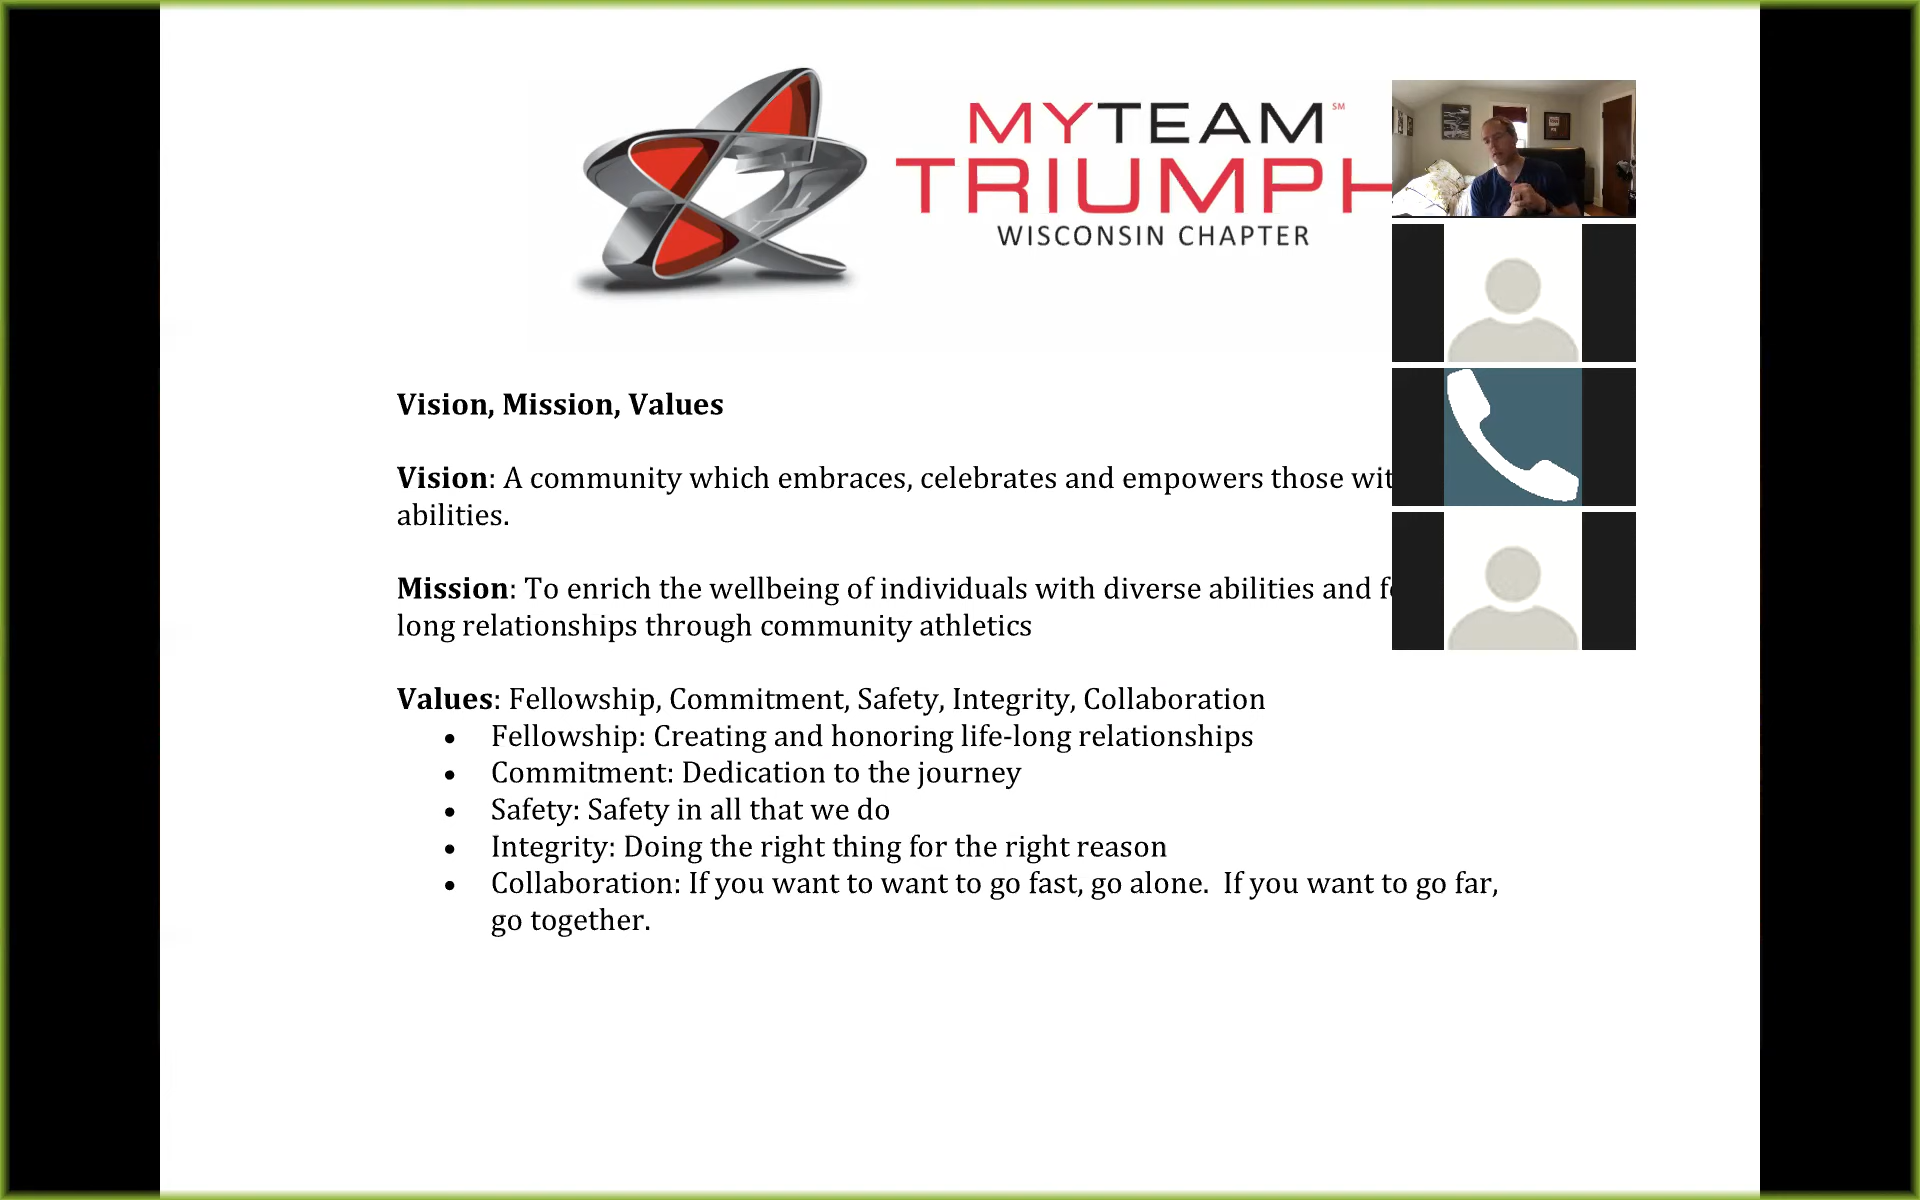 MYTEAM SM
TRIUMPH
WISCONSIN CHAPTER
Vision, Mission, Values
Vision: A community which embraces, celebrates and empowers those
abilities.
Mission: To enrich the wellbeing of individuals with diverse abilities and
long relationships through community athletics
Values: Fellowship, Commitment, Safety, Integrity, Collaboration
• Fellowship: Creating and honoring life-long relationships
• Commitment: Dedication to the journey
• Safety: Safety in all that we do
• Integrity: Doing the right thing for the right reason
• Collaboration: If you want to want to go fast, go alone.  If you want to go far,
go together.